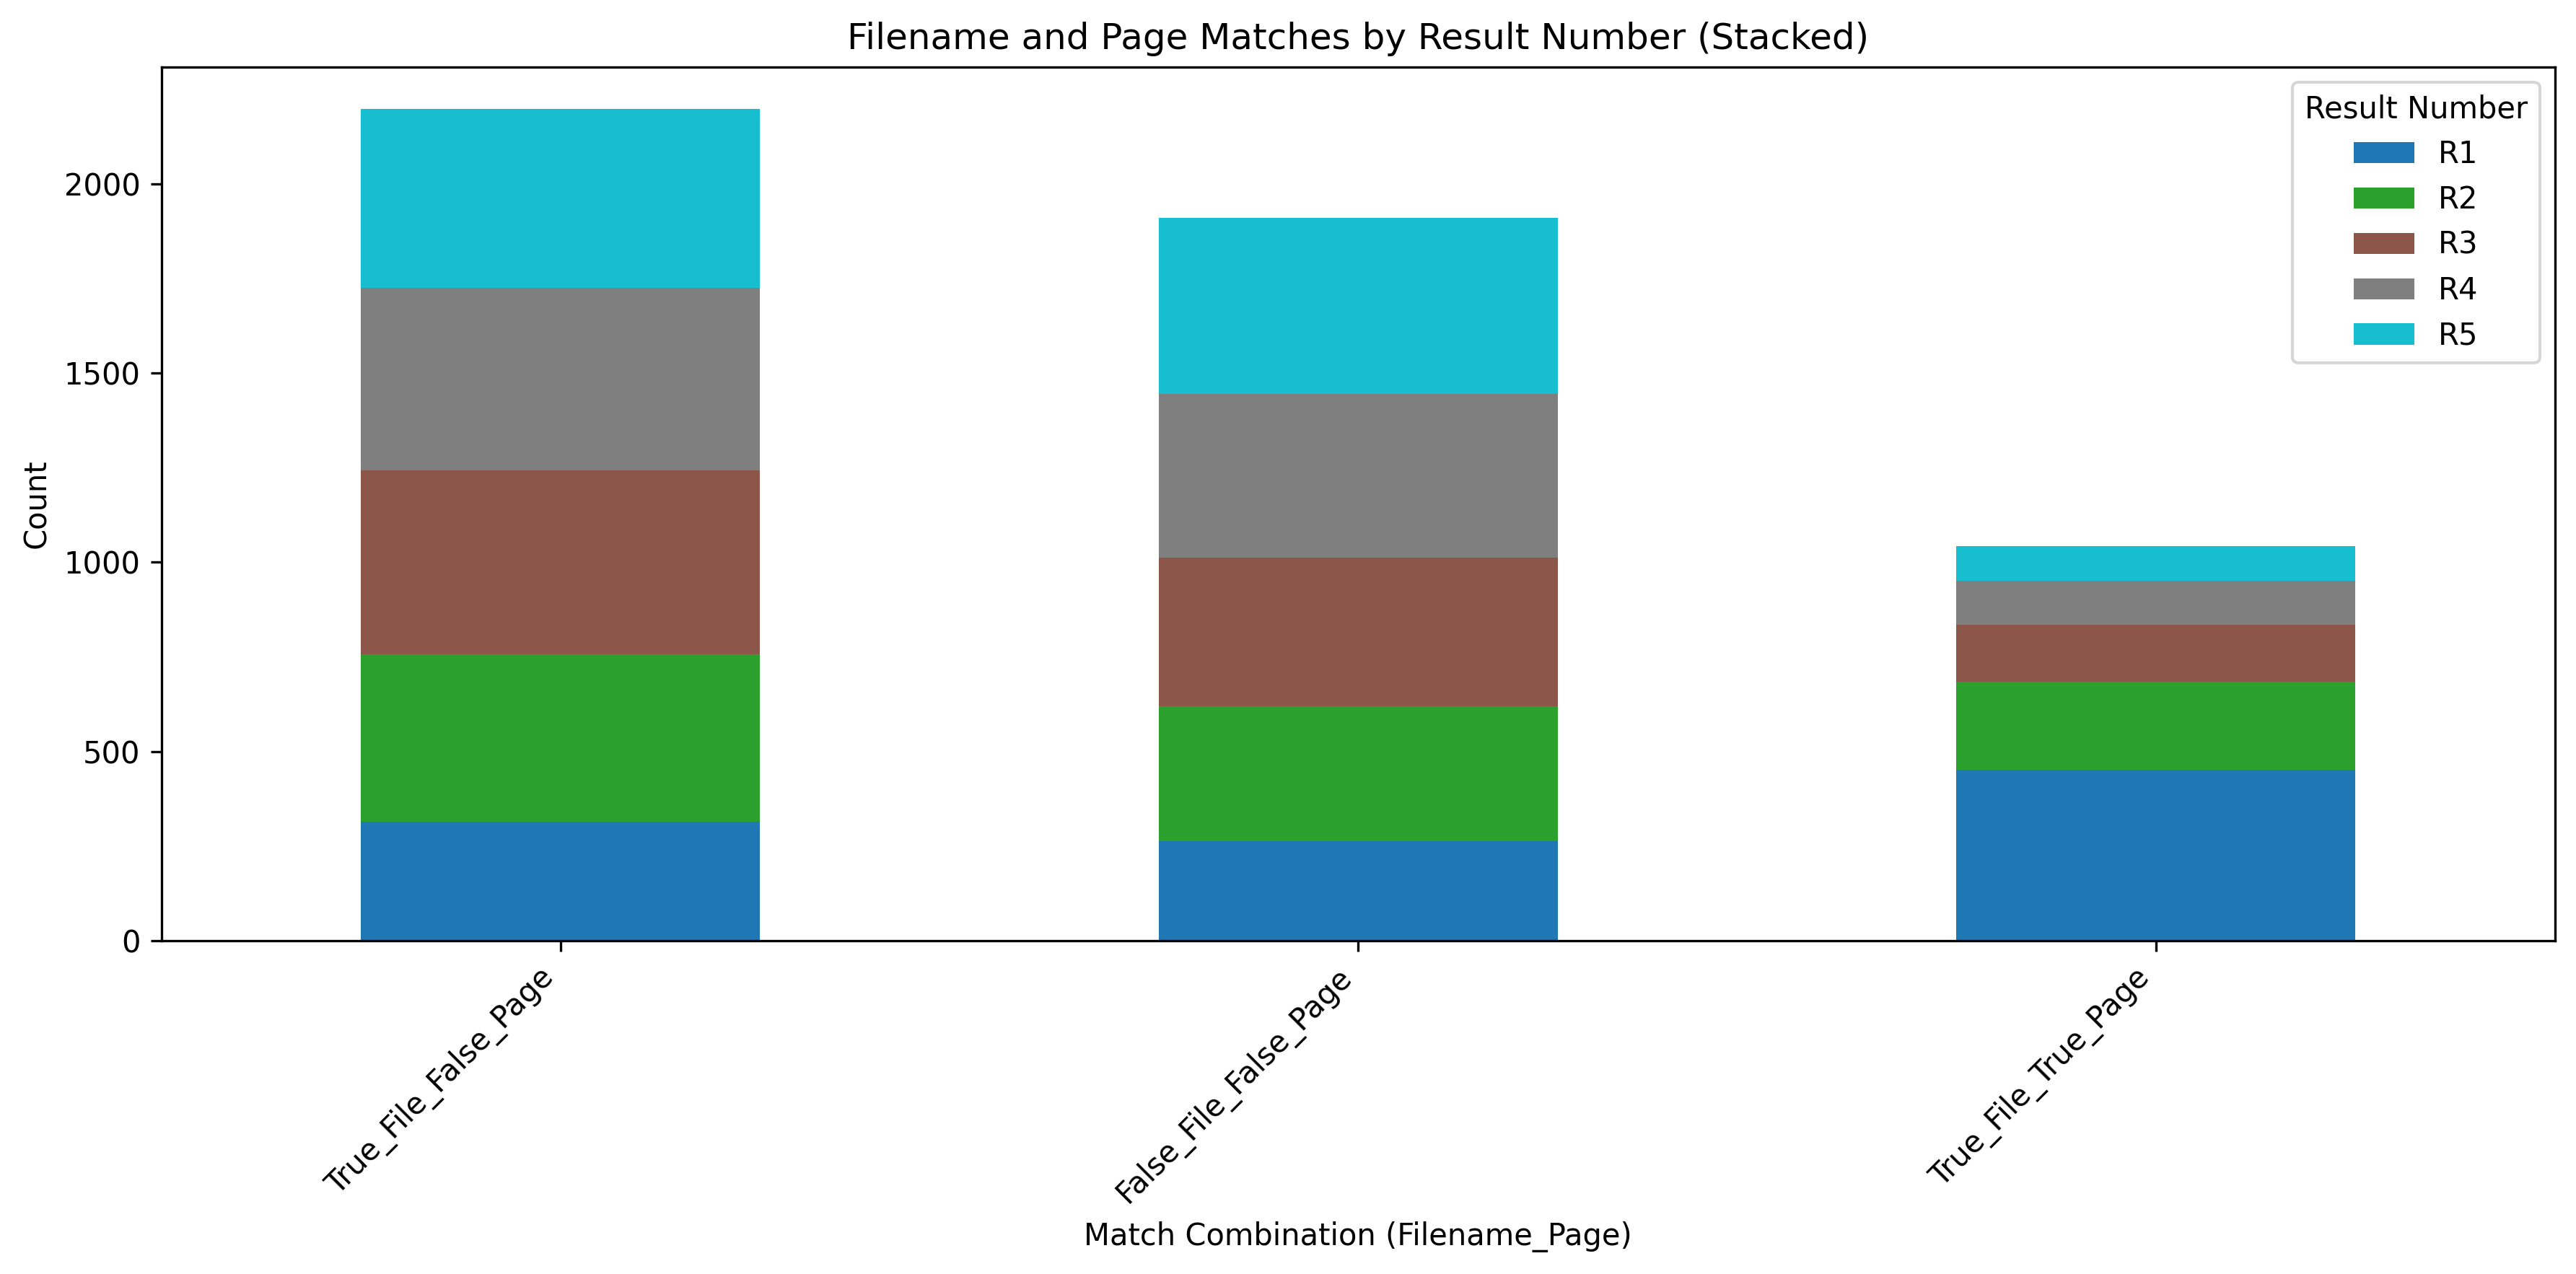 Filename and Page Matches by Result Number (Stacked)
Result Number
R1
R2
R3
R4
R5
Count
2000
1500
1000
500
0
True_File_False_Page
False_File_False_Page
True_File_True_Page
Match Combination (Filename_Page)